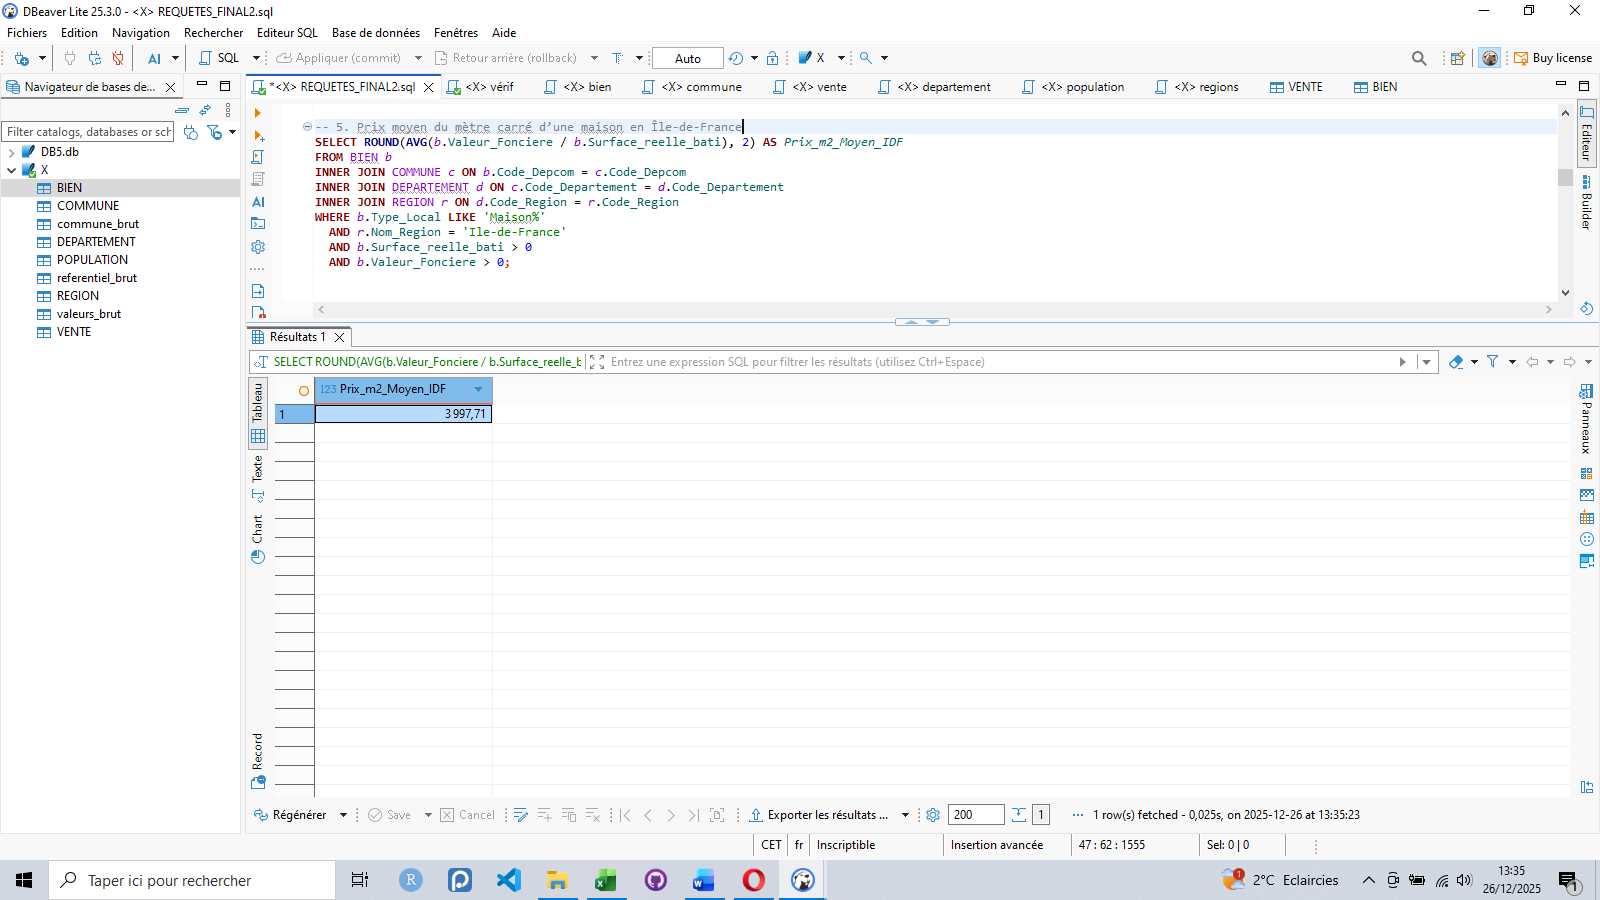 DBeaver Lite 25.3.0 - <X> REQUETES_FINAL2.sql
Fichiers Edition Navigation Rechercher Editeur SQL Base de données Fenêtres Aide
AI SQL Appliquer (commit) Retour arrière (rollback) T Auto X Buy license
Navigateur de bases de...
*<X> REQUETES_FINAL2.sql <X> vérif <X> bien <X> commune <X> vente <X> departement <X> population <X> regions VENTE BIEN
Filter catalogs, databases or sch
DB5.db
X
BIEN
COMMUNE
commune_brut
DEPARTEMENT
POPULATION
referentiel_brut
REGION
valeurs_brut
VENTE
AI
-- 5. Prix moyen du mètre carré d’une maison en Île-de-France
SELECT ROUND(AVG(b.Valeur_Fonciere / b.Surface_reelle_bati), 2) AS Prix_m2_Moyen_IDF
FROM BIEN b
INNER JOIN COMMUNE c ON b.Code_Depcom = c.Code_Depcom
INNER JOIN DEPARTEMENT d ON c.Code_Departement = d.Code_Departement
INNER JOIN REGION r ON d.Code_Region = r.Code_Region
WHERE b.Type_Local LIKE 'Maison%'
AND r.Nom_Region = 'Ile-de-France'
AND b.Surface_reelle_bati > 0
AND b.Valeur_Fonciere > 0;
Editeur
Builder
Résultats 1
SELECT ROUND(AVG(b.Valeur_Fonciere / b.Surface_reelle_b Entrez une expression SQL pour filtrer les résultats (utilisez Ctrl+Espace)
Tableau
Texte
Chart
Record
123 Prix_m2_Moyen_IDF
1 3 997,71
Panneaux
Régénérer Save Cancel Exporter les résultats ... 200 1 1 row(s) fetched - 0,025s, on 2025-12-26 at 13:35:23
CET fr Inscriptible Insertion avancée 47 : 62 : 1555 Sel: 0 | 0
Taper ici pour rechercher
R
1
2°C Eclaircies
13:35
26/12/2025
1